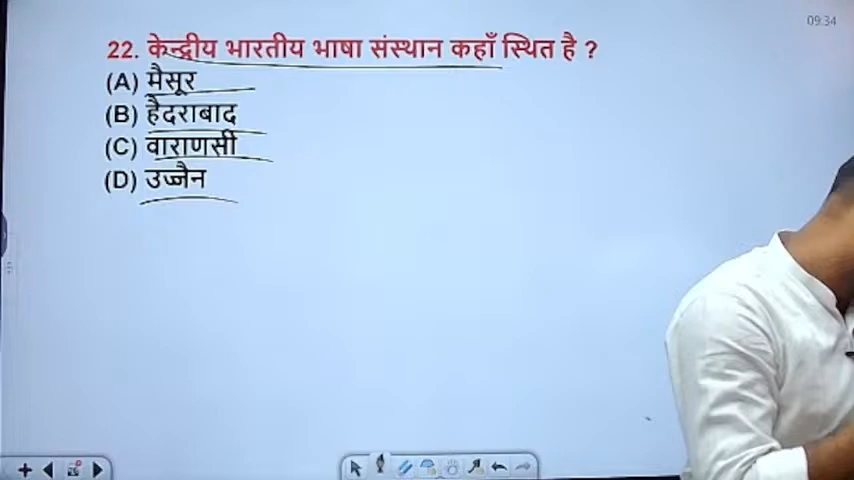 09:34
22. केन्द्रीय भारतीय भाषा संस्थान कहाँ स्थित है ?
(A) मैसूर
(B) हैदराबाद
(C) वाराणसी
(D) उज्जैन